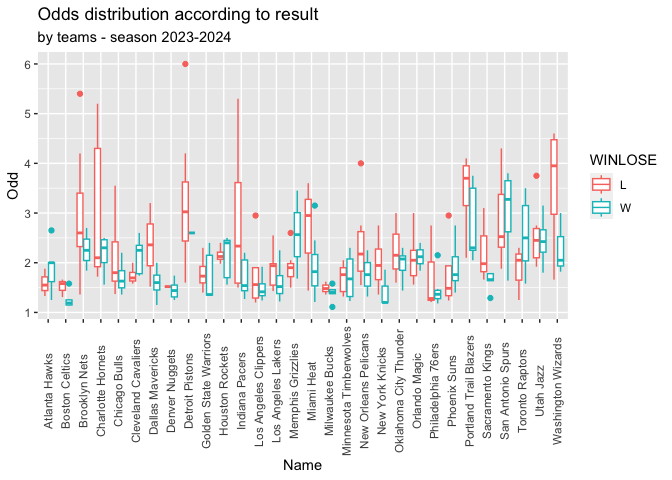 Odds distribution according to result
by teams - season 2023-2024
6
5
4
3
2
1
Odd
Atlanta Hawks
Boston Celtics
Brooklyn Nets
Charlotte Hornets
Chicago Bulls
Cleveland Cavaliers
Dallas Mavericks
Denver Nuggets
Detroit Pistons
Golden State Warriors
Houston Rockets
Indiana Pacers
Los Angeles Clippers
Los Angeles Lakers
Memphis Grizzlies
Miami Heat
Milwaukee Bucks
Minnesota Timberwolves
New Orleans Pelicans
New York Knicks
Oklahoma City Thunder
Orlando Magic
Philadelphia 76ers
Phoenix Suns
Portland Trail Blazers
Sacramento Kings
San Antonio Spurs
Toronto Raptors
Utah Jazz
Washington Wizards
Name
WINLOSE
L
W